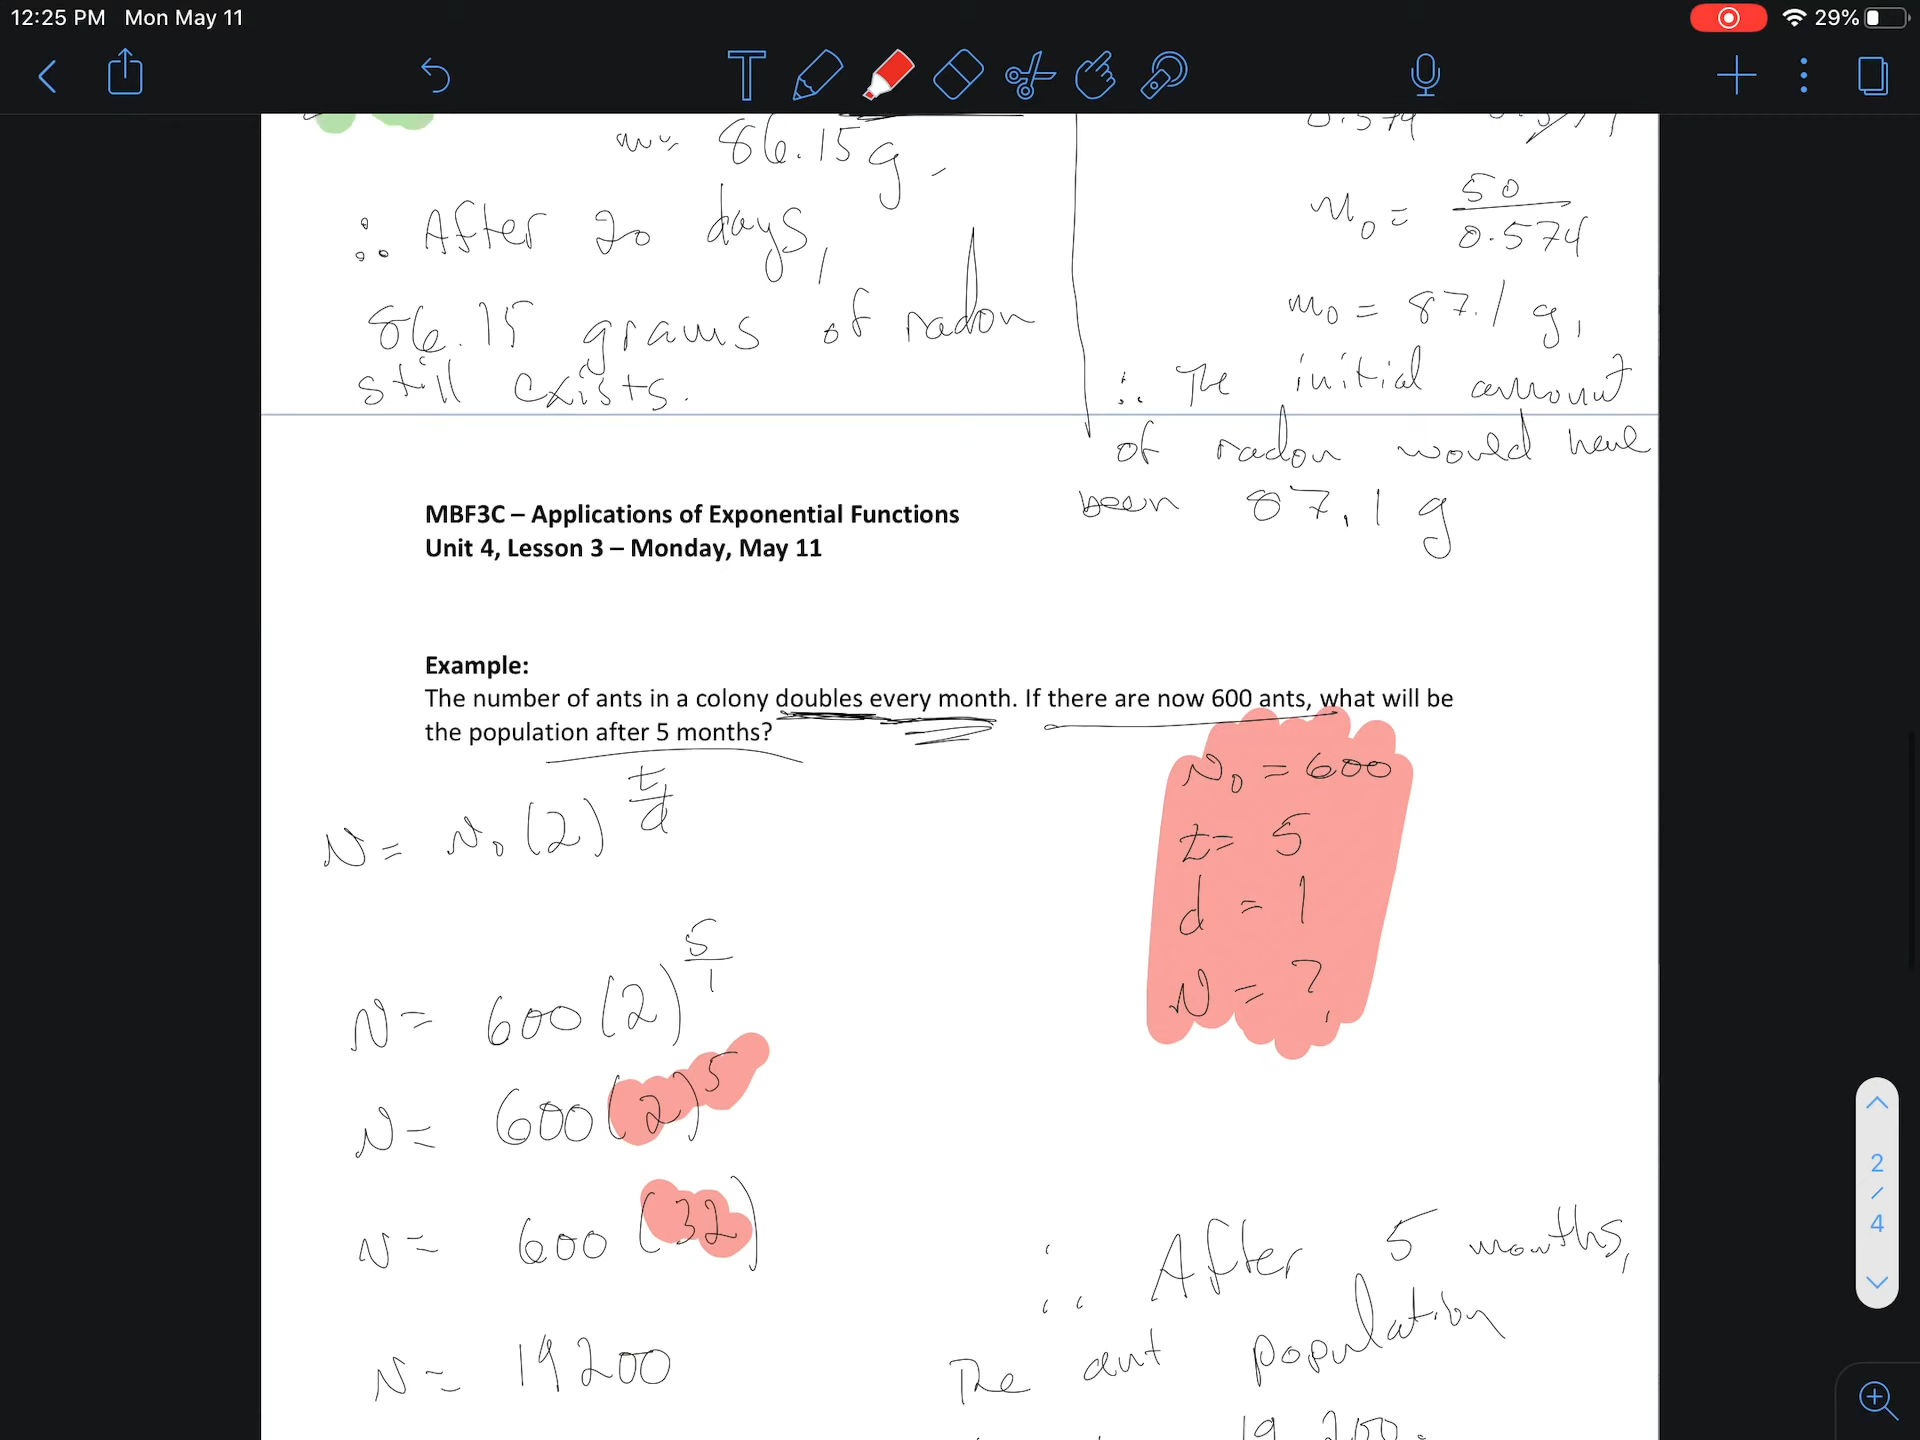 12:25 PM Mon May 11
29%
m = 86.15 g.
∴ After 20 days,
86.15 grams of radon
still exists.
0.574
m₀ = 50/0.574
m₀ = 87.1 g,
∴ The initial amount
of radon would have
been 87.1 g
MBF3C – Applications of Exponential Functions
Unit 4, Lesson 3 – Monday, May 11
Example:
The number of ants in a colony doubles every month. If there are now 600 ants, what will be
the population after 5 months?
N = N₀ (2)^(t/d)
N = 600 (2)^(5/1)
N = 600 (2)^5
N = 600 (32)
N = 19200
N₀ = 600
t = 5
d = 1
N = ?
∴ After 5 months,
The ant population
19 200.
2
/
4